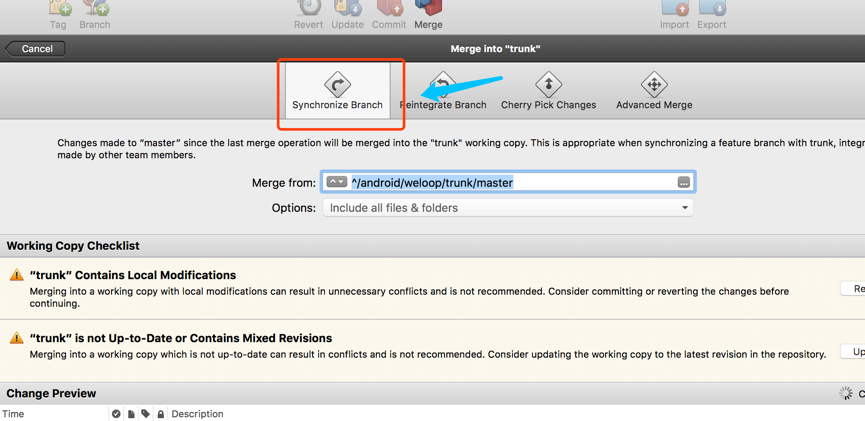 Tag Branch Revert Update Commit Merge Import Export
Cancel Merge into "trunk"
Synchronize Branch Reintegrate Branch Cherry Pick Changes Advanced Merge
Changes made to “master” since the last merge operation will be merged into the "trunk" working copy. This is appropriate when synchronizing a feature branch with trunk, integ
made by other team members.
Merge from: ^/android/weloop/trunk/master ...
Options: Include all files & folders
Working Copy Checklist
“trunk” Contains Local Modifications
Merging into a working copy with local modifications can result in unnecessary conflicts and is not recommended. Consider committing or reverting the changes before
continuing.
Re
“trunk” is not Up-to-Date or Contains Mixed Revisions
Merging into a working copy which is not up-to-date can result in conflicts and is not recommended. Consider updating the working copy to the latest revision in the repository.
Up
Change Preview C
Time Description